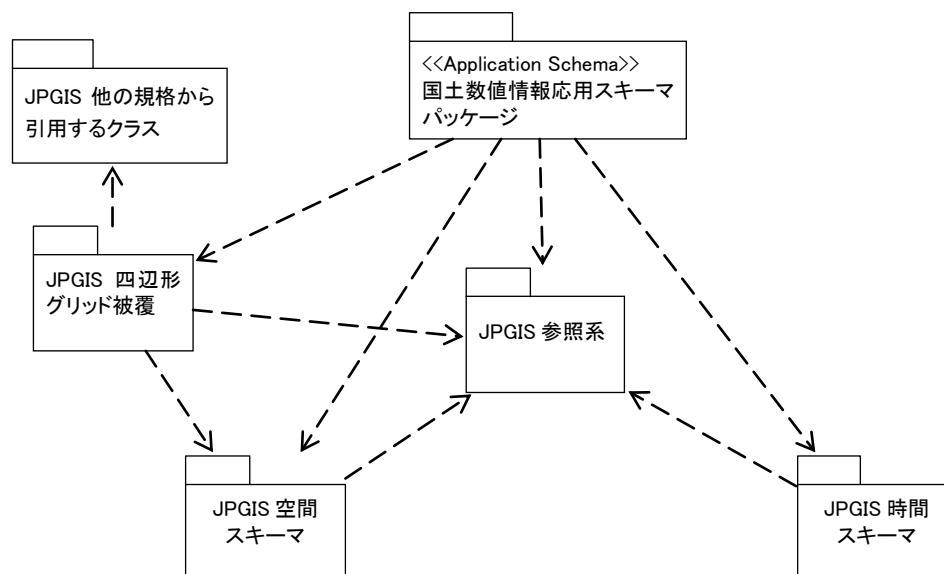 JPGIS 他の規格から
引用するクラス
<<Application Schema>>
国土数値情報応用スキーマ
パッケージ
JPGIS 四辺形
グリッド被覆
JPGIS 参照系
JPGIS 空間
スキーマ
JPGIS 時間
スキーマ